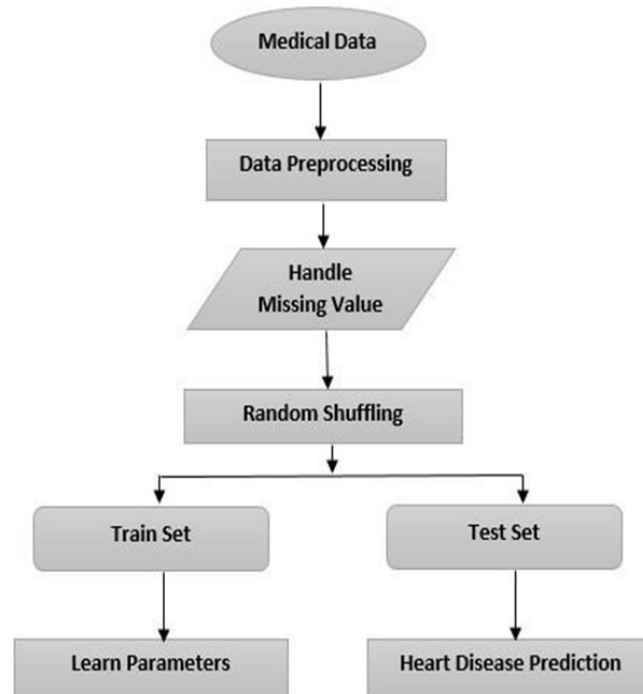 Medical Data
Data Preprocessing
Handle
Missing Value
Random Shuffling
Train Set
Test Set
Learn Parameters
Heart Disease Prediction